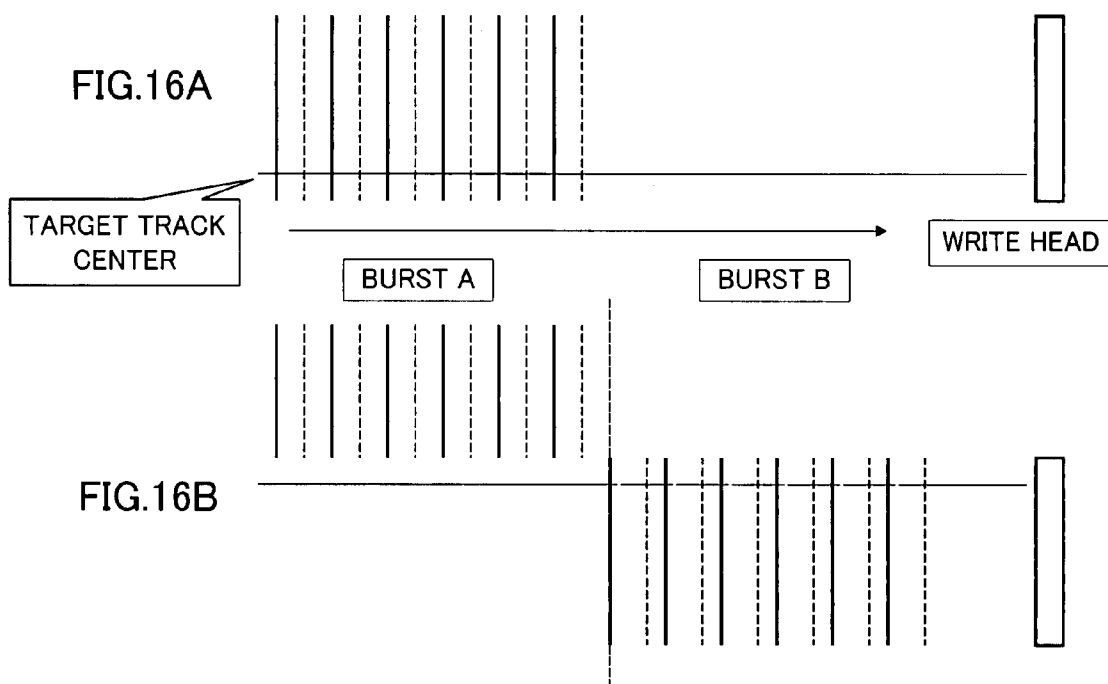 FIG.16A
TARGET TRACK
CENTER
WRITE HEAD
BURST A
BURST B
FIG.16B